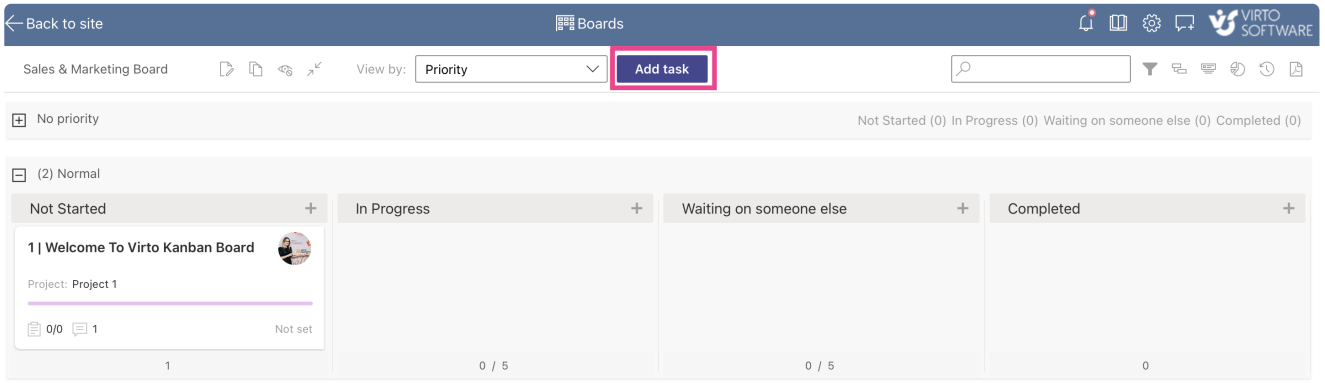 Back to site
Boards
VIRTO
SOFTWARE
Sales & Marketing Board
View by:
Priority
Add task
No priority
Not Started (0) In Progress (0) Waiting on someone else (0) Completed (0)
(2) Normal
Not Started
In Progress
Waiting on someone else
Completed
1 | Welcome To Virto Kanban Board
Project: Project 1
0/0 1 Not set
1
0 / 5
0 / 5
0